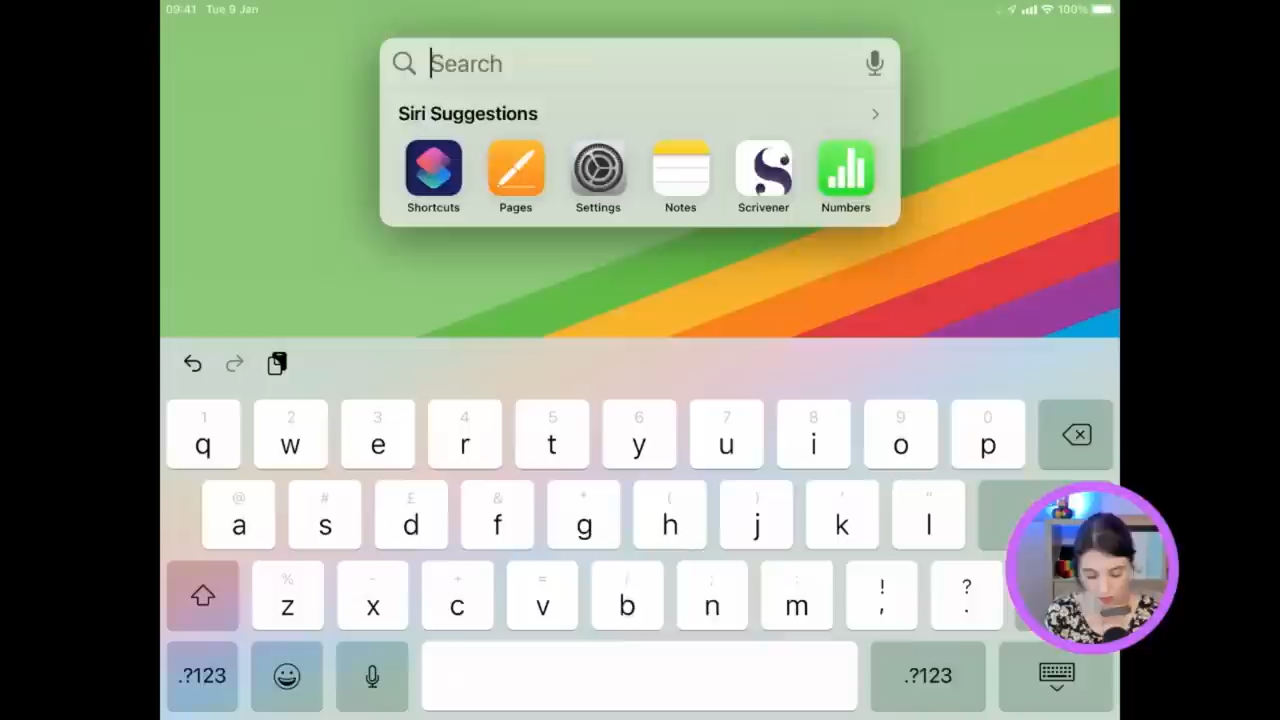 09:41 Tue 9 Jan 100%
Search
Siri Suggestions
Shortcuts Pages Settings Notes Scrivener Numbers
1 2 3 4 5 6 7 8 9 0
q w e r t y u i o p
@ # £ & * ( ) ' "
a s d f g h j k l
% - + = / ; : ! ?
z x c v b n m , .
.?123 .?123